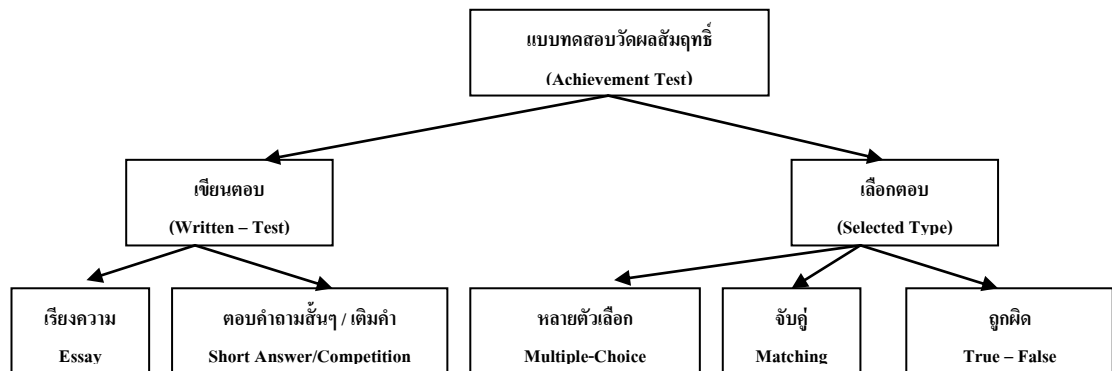 แบบทดสอบวัดผลสัมฤทธิ์
(Achievement Test)
เขียนตอบ
(Written – Test)
เลือกตอบ
(Selected Type)
เรียงความ
Essay
ตอบคำถามสั้นๆ / เติมคำ
Short Answer/Competition
หลายตัวเลือก
Multiple-Choice
จับคู่
Matching
ถูกผิด
True – False